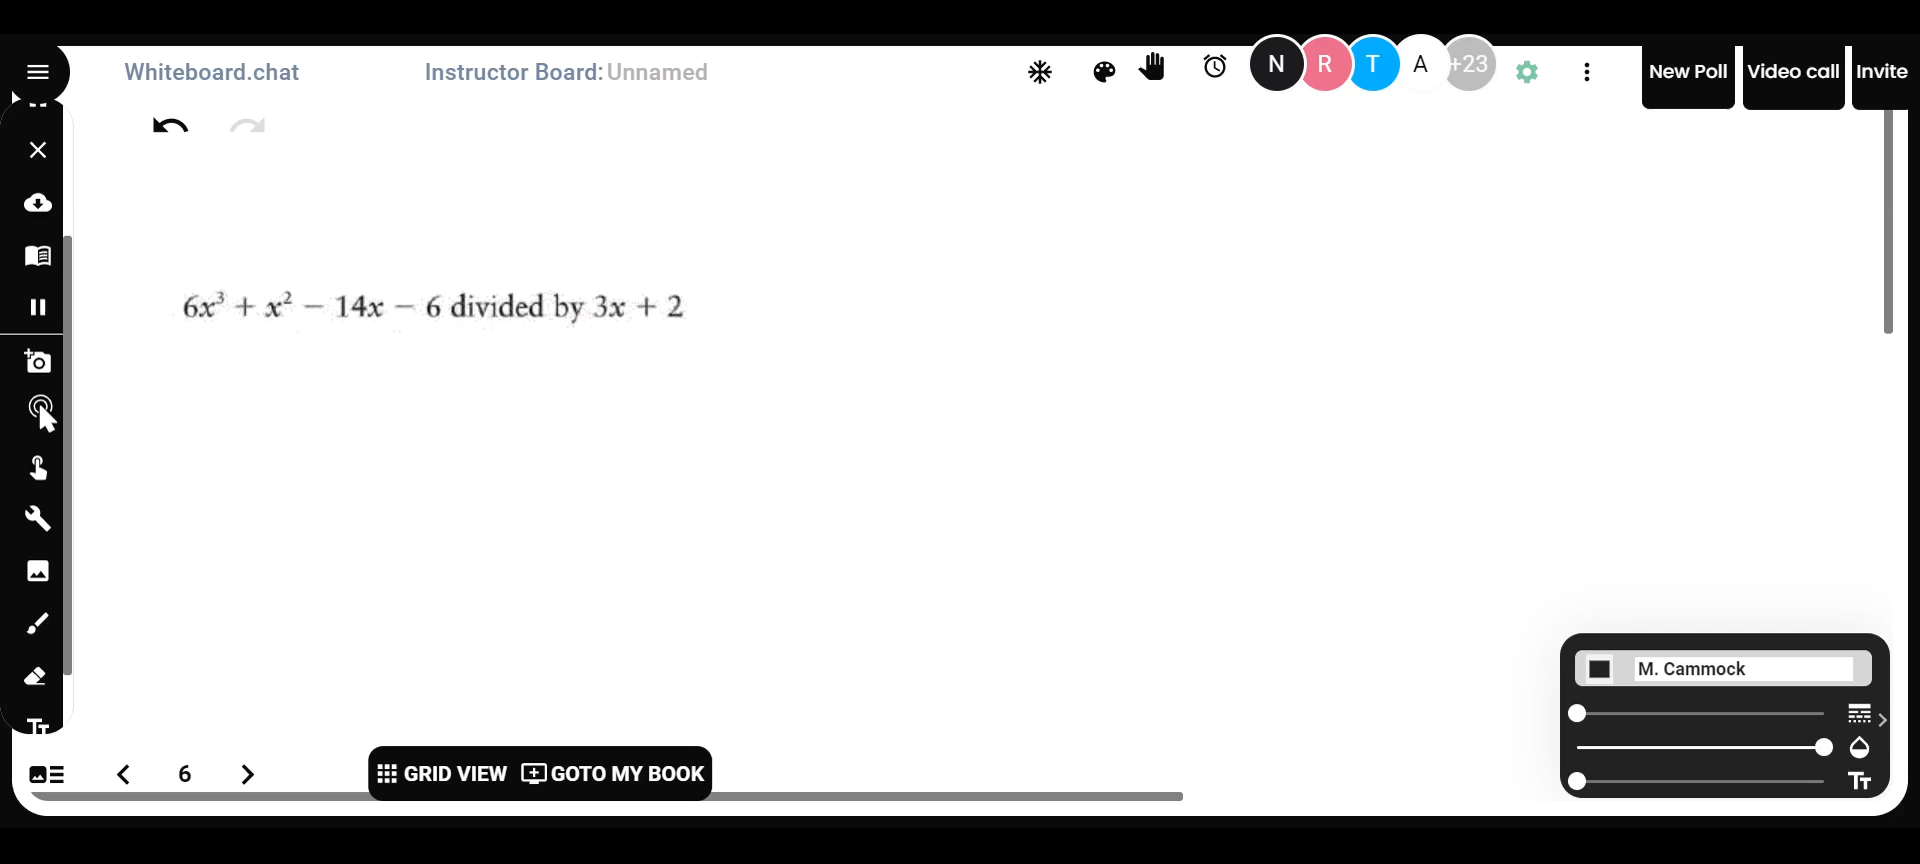 Whiteboard.chat Instructor Board: Unnamed N R T A +23 New Poll Video call Invite
6x³ + x² − 14x − 6 divided by 3x + 2
M. Cammock
6 GRID VIEW GOTO MY BOOK